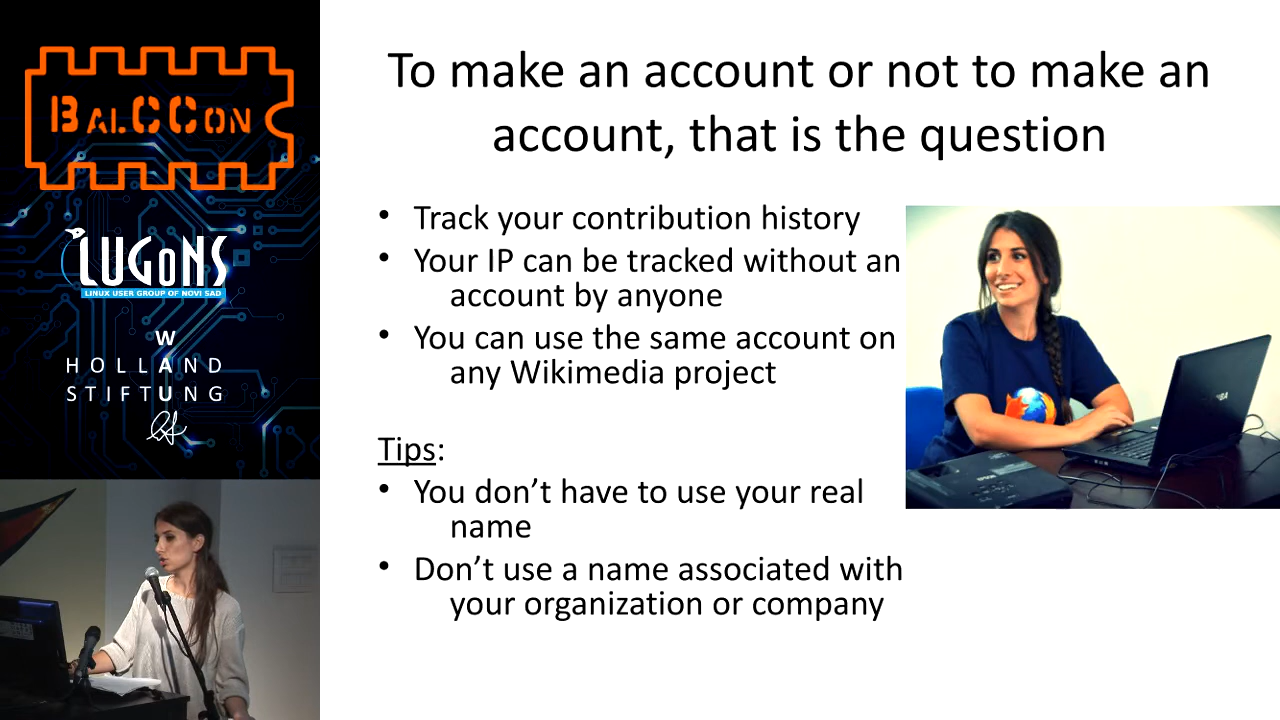 BALCCON
LUGONS
LINUX USER GROUP OF NOVI SAD
W
HOLLAND
STIFTUNG
To make an account or not to make an
account, that is the question
• Track your contribution history
• Your IP can be tracked without an
account by anyone
• You can use the same account on
any Wikimedia project
Tips:
• You don’t have to use your real
name
• Don’t use a name associated with
your organization or company